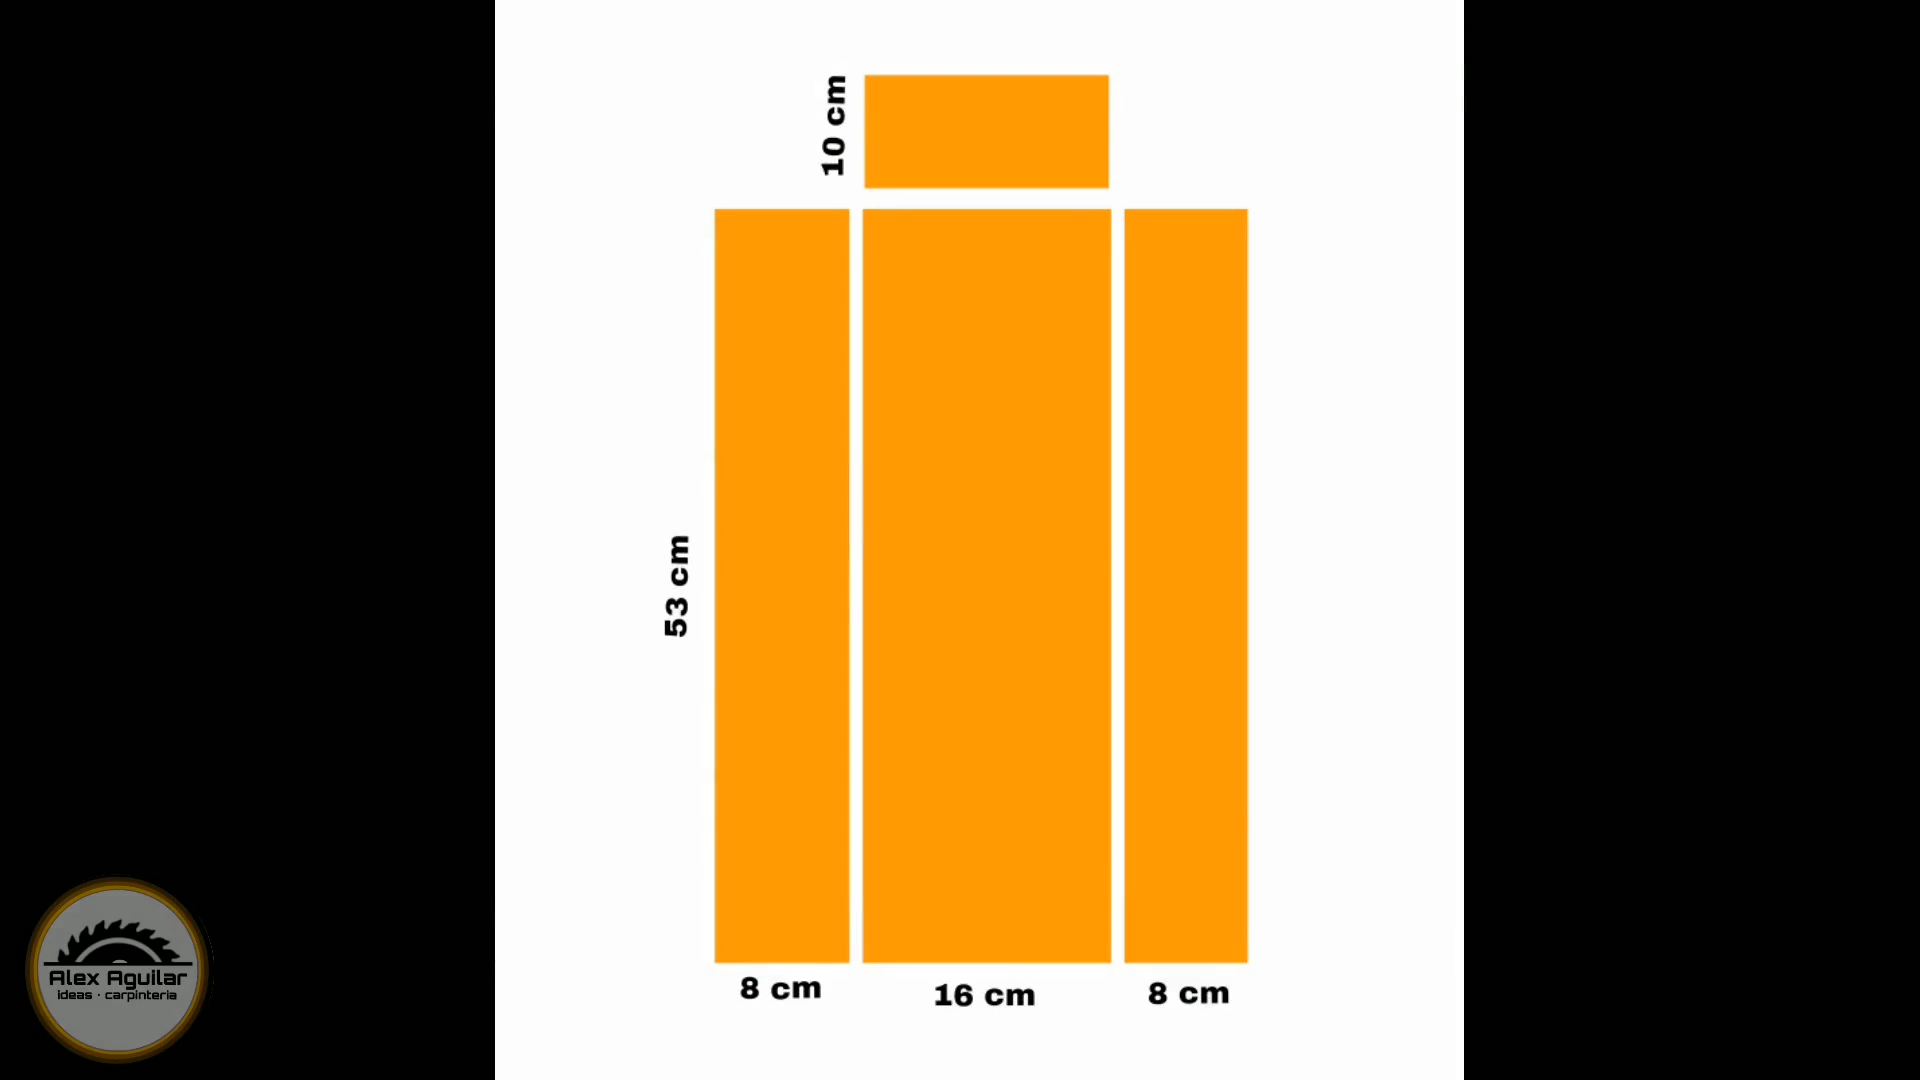 10 cm
53 cm
8 cm
16 cm
8 cm
Alex Aguilar
ideas · carpinteria